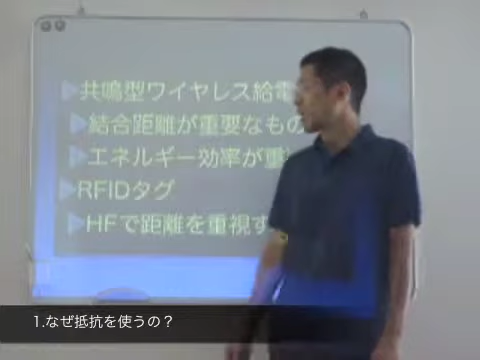 共鳴型ワイヤレス給電
結合距離が重要なもの
エネルギー効率が重
RFIDタグ
HFで距離を重視す
1.なぜ抵抗を使うの？